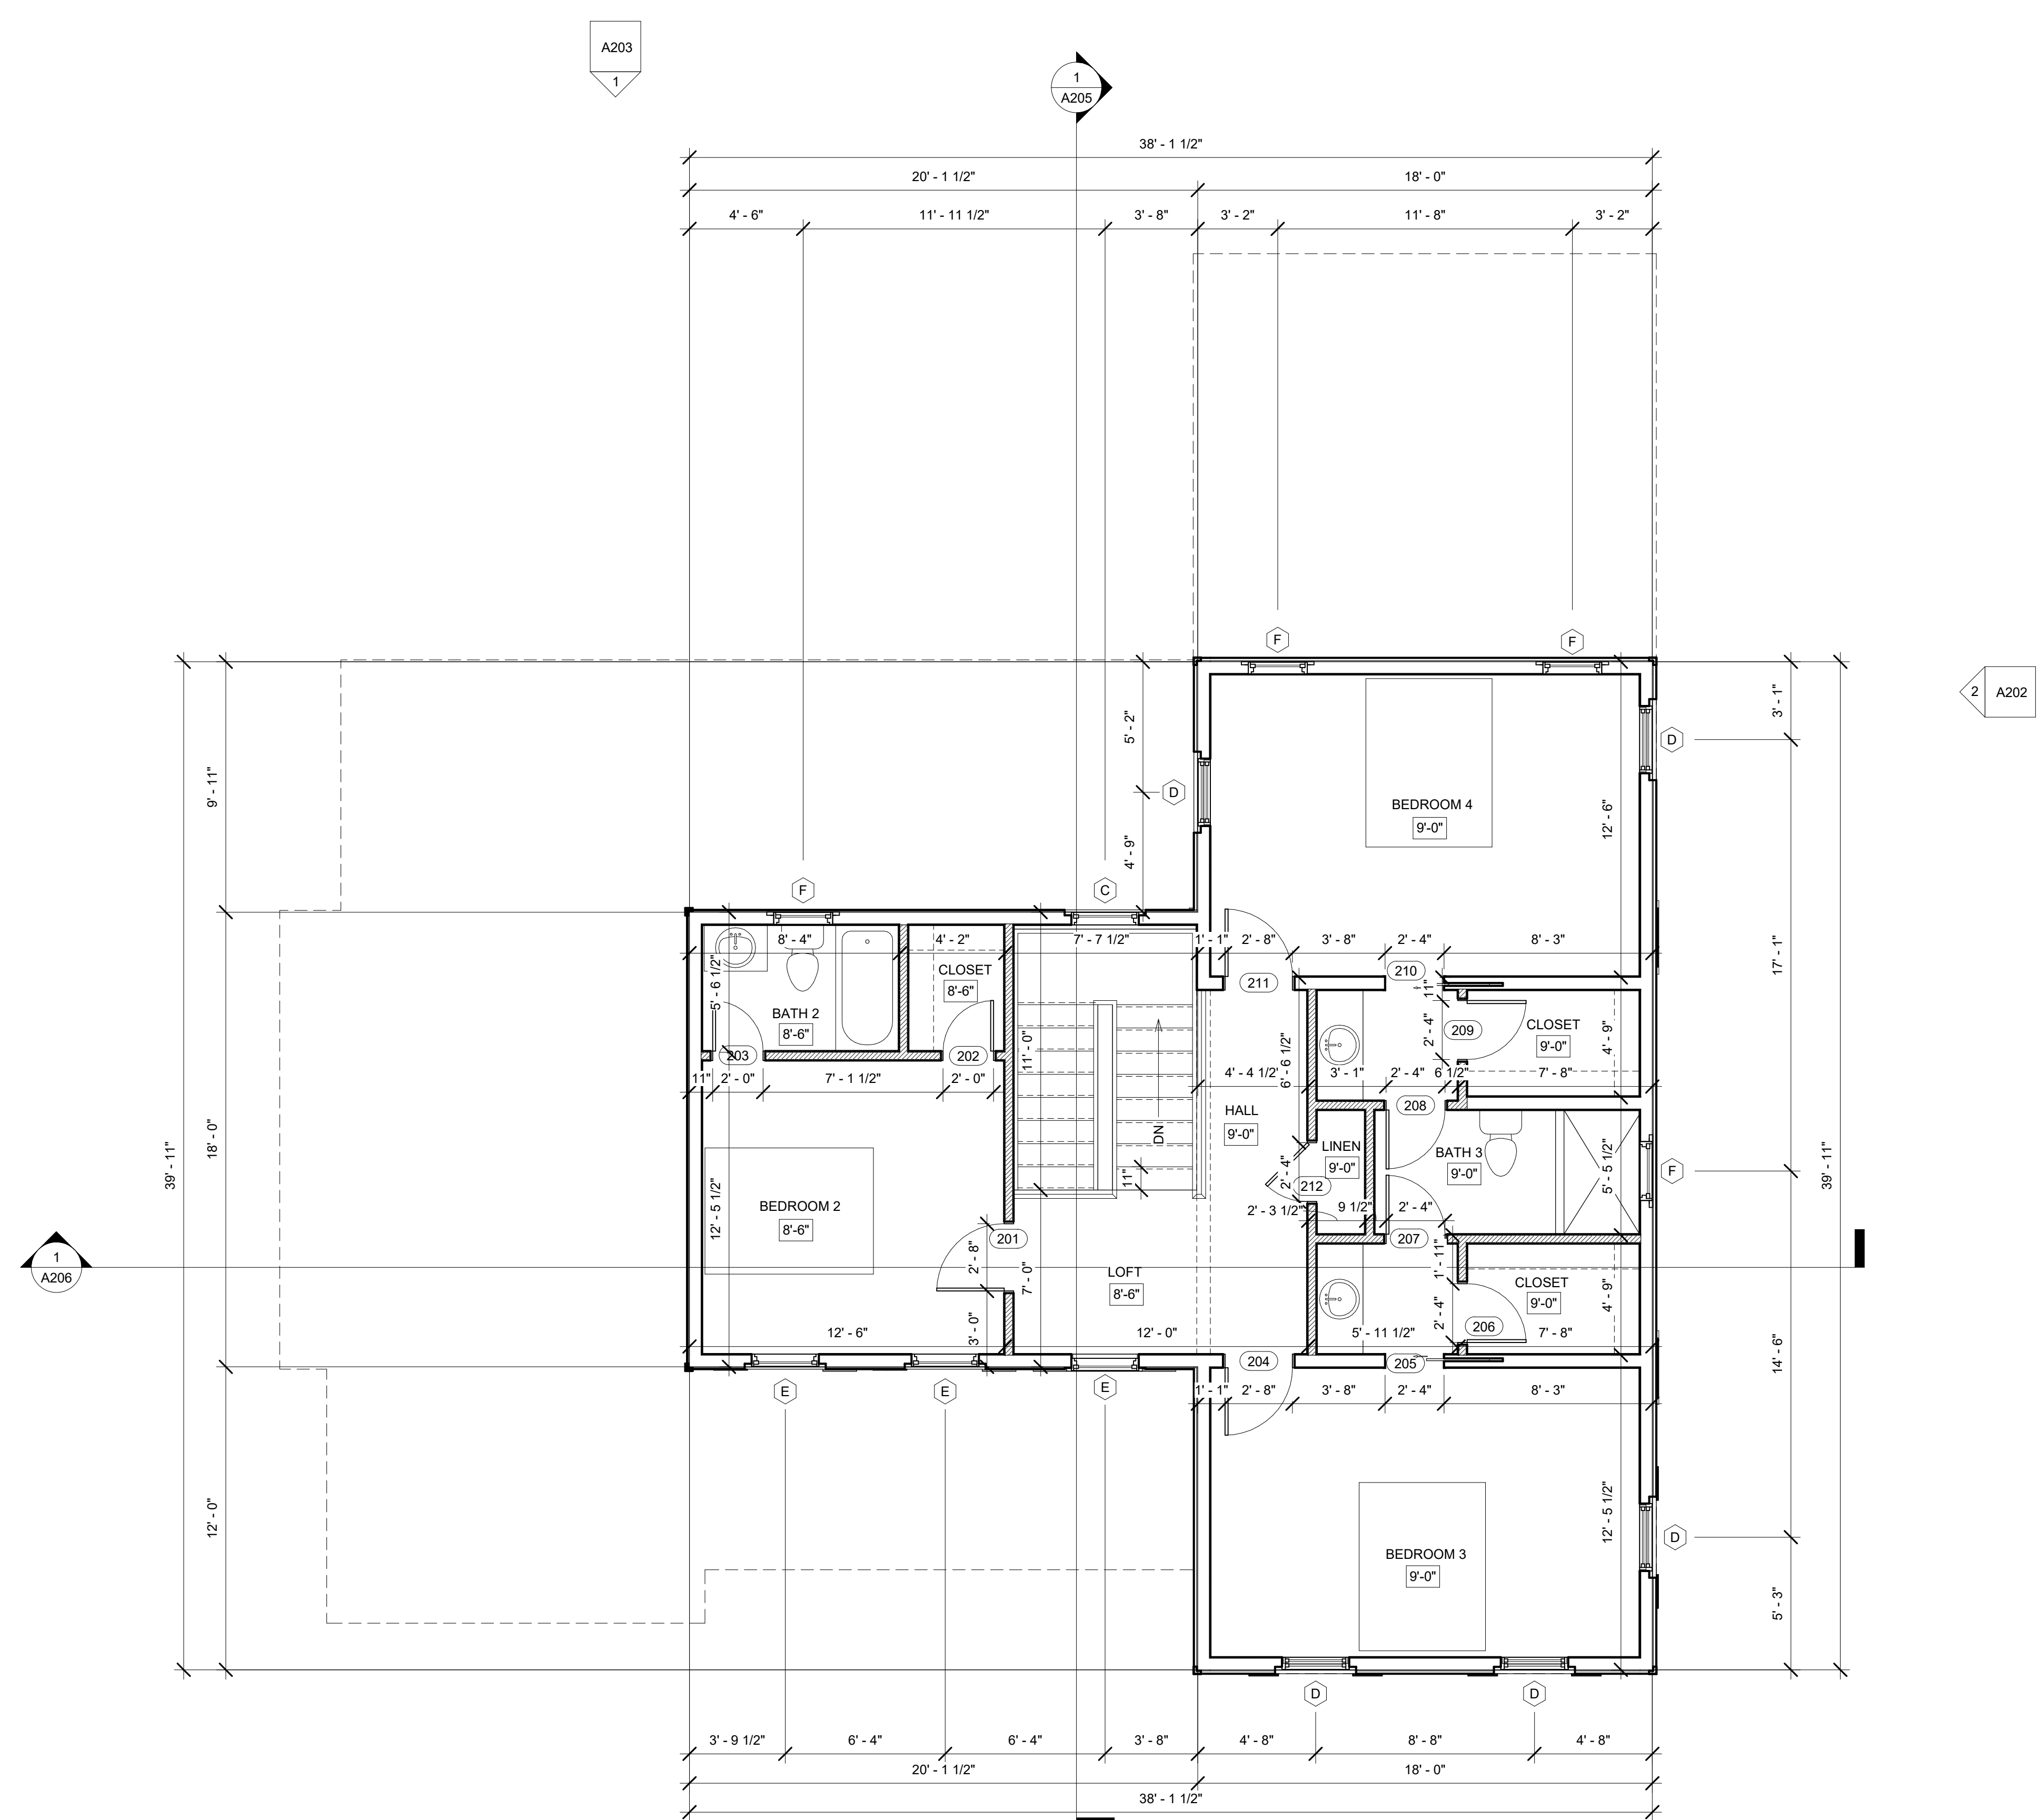 A203
1
1
A205
38' - 1 1/2"
20' - 1 1/2"
18' - 0"
4' - 6"
11' - 11 1/2"
3' - 8"
3' - 2"
11' - 8"
3' - 2"
F
F
2
A202
3' - 1"
5' - 2"
D
D
9' - 11"
BEDROOM 4
9'-0"
12' - 6"
4' - 9"
F
C
8' - 4"
4' - 2"
7' - 7 1/2"
1' - 1"
2' - 8"
3' - 8"
2' - 4"
8' - 3"
17' - 1"
5' - 6 1/2"
CLOSET
8'-6"
211
210
11"
BATH 2
8'-6"
209
2' - 4"
CLOSET
9'-0"
4' - 9"
203
202
11' - 0"
6' - 6 1/2"
11"
2' - 0"
7' - 1 1/2"
2' - 0"
4' - 4 1/2"
3' - 1"
2' - 4"
6 1/2"
7' - 8"
HALL
9'-0"
208
DN
LINEN
9'-0"
BATH 3
9'-0"
5' - 5 1/2"
F
39' - 11"
18' - 0"
39' - 11"
11"
2' - 4"
212
BEDROOM 2
8'-6"
12' - 5 1/2"
2' - 3 1/2"
9 1/2"
2' - 4"
201
207
1
A206
2' - 8"
7' - 0"
LOFT
8'-6"
1' - 11"
CLOSET
9'-0"
4' - 9"
3' - 0"
2' - 4"
206
12' - 6"
12' - 0"
5' - 11 1/2"
7' - 8"
14' - 6"
204
205
E
E
E
1' - 1"
2' - 8"
3' - 8"
2' - 4"
8' - 3"
12' - 0"
12' - 5 1/2"
D
BEDROOM 3
9'-0"
5' - 3"
D
D
3' - 9 1/2"
6' - 4"
6' - 4"
3' - 8"
4' - 8"
8' - 8"
4' - 8"
20' - 1 1/2"
18' - 0"
38' - 1 1/2"